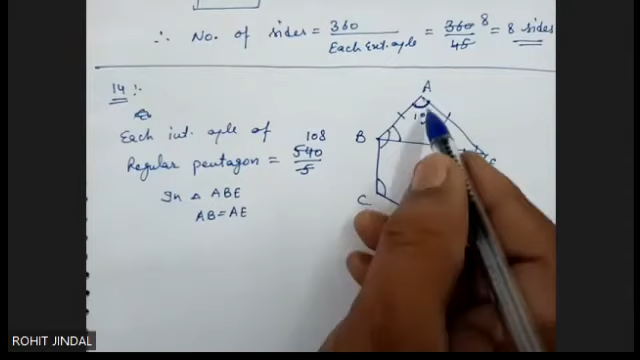 ∴ No. of sides = 360 / Each Ext. angle = 360 8 / 45 = 8 sides
14 :-
Each int. angle of
Regular pentagon = 540 108 / 5
In △ ABE
AB = AE
A
B
C
E
ROHIT JINDAL